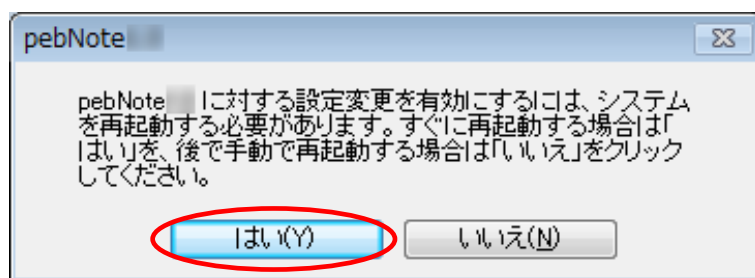 pebNote
pebNote に対する設定変更を有効にするには、システム
を再起動する必要があります。すぐに再起動する場合は「
はい」を、後で手動で再起動する場合は「いいえ」をクリック
してください。
はい(Y) いいえ(N)